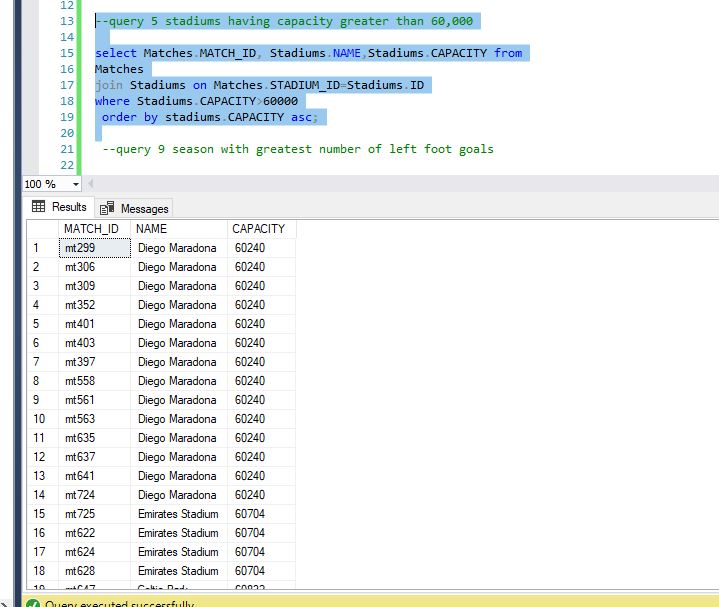 12
13 --query 5 stadiums having capacity greater than 60,000
14
15 select Matches.MATCH_ID, Stadiums.NAME,Stadiums.CAPACITY from
16 Matches
17 join Stadiums on Matches.STADIUM_ID=Stadiums.ID
18 where Stadiums.CAPACITY>60000
19 order by stadiums.CAPACITY asc;
20
21 --query 9 season with greatest number of left foot goals
22
100 %
Results Messages
MATCH_ID NAME CAPACITY
1 mt299 Diego Maradona 60240
2 mt306 Diego Maradona 60240
3 mt309 Diego Maradona 60240
4 mt352 Diego Maradona 60240
5 mt401 Diego Maradona 60240
6 mt403 Diego Maradona 60240
7 mt397 Diego Maradona 60240
8 mt558 Diego Maradona 60240
9 mt561 Diego Maradona 60240
10 mt563 Diego Maradona 60240
11 mt635 Diego Maradona 60240
12 mt637 Diego Maradona 60240
13 mt641 Diego Maradona 60240
14 mt724 Diego Maradona 60240
15 mt725 Emirates Stadium 60704
16 mt622 Emirates Stadium 60704
17 mt624 Emirates Stadium 60704
18 mt628 Emirates Stadium 60704
19 mt647 Celtic Park
Query executed successfully